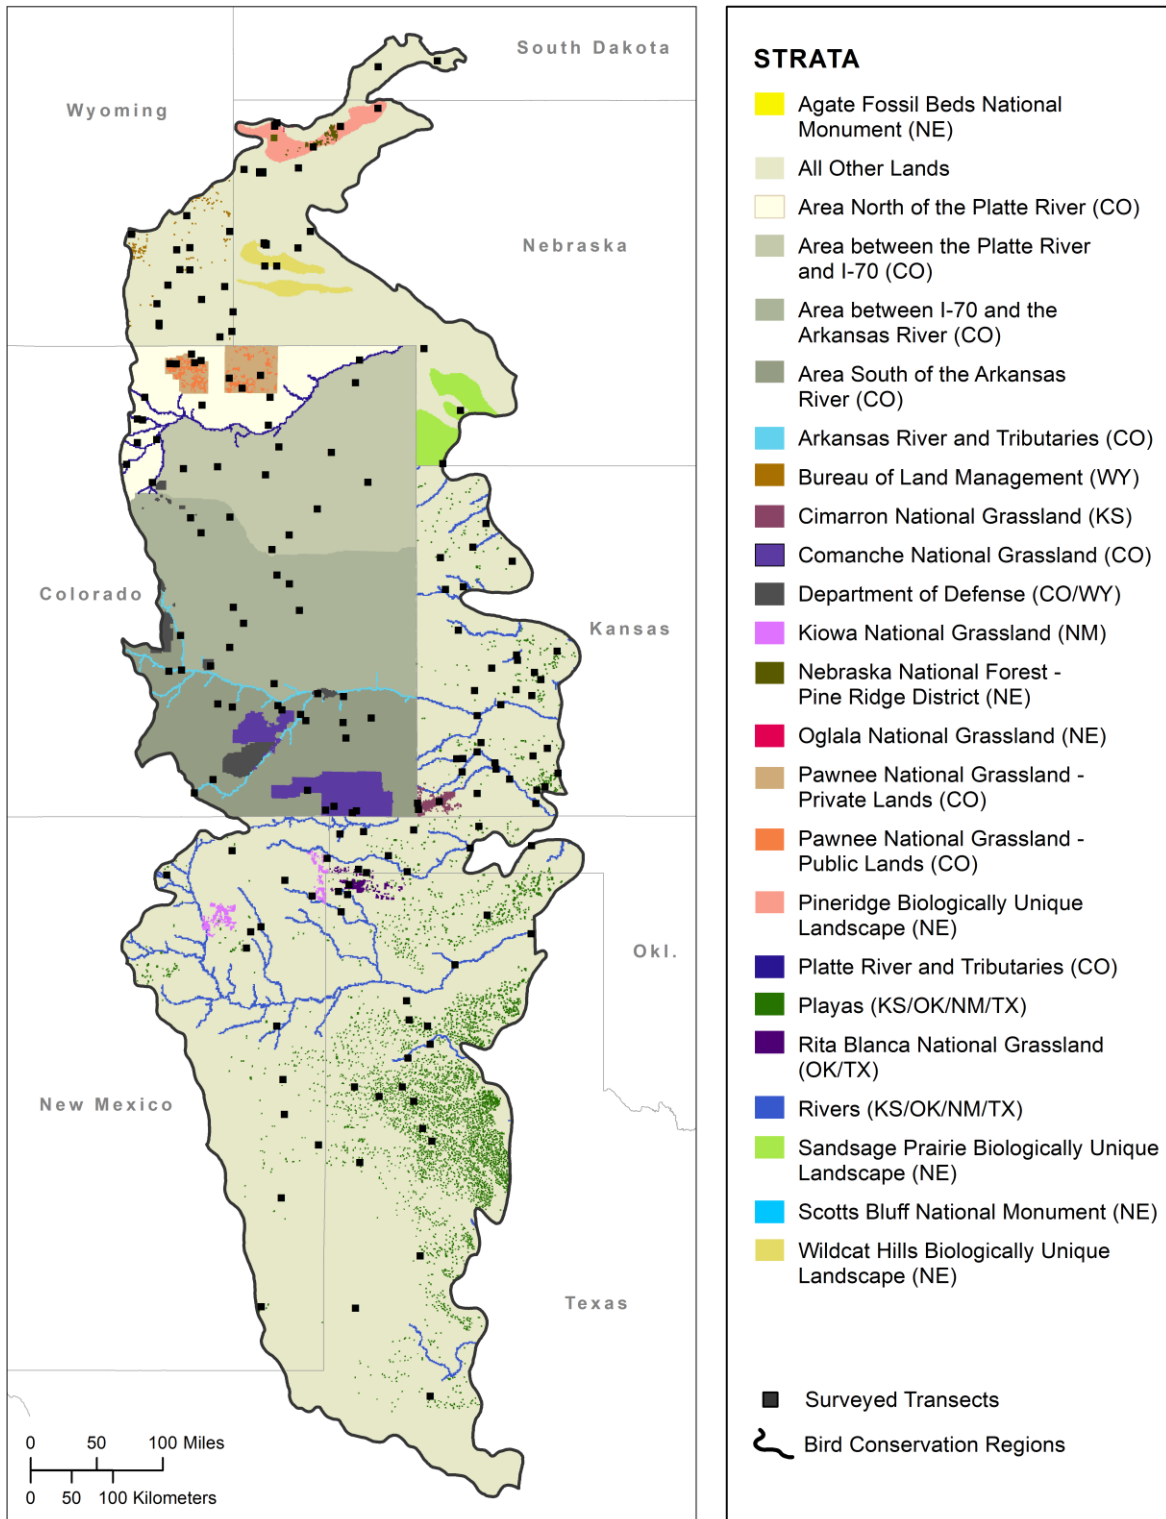 South Dakota
Wyoming
Nebraska
Colorado
Kansas
Okl.
New Mexico
Texas
0 50 100 Miles
0 50 100 Kilometers
STRATA
Agate Fossil Beds National
Monument (NE)
All Other Lands
Area North of the Platte River (CO)
Area between the Platte River
and I-70 (CO)
Area between I-70 and the
Arkansas River (CO)
Area South of the Arkansas
River (CO)
Arkansas River and Tributaries (CO)
Bureau of Land Management (WY)
Cimarron National Grassland (KS)
Comanche National Grassland (CO)
Department of Defense (CO/WY)
Kiowa National Grassland (NM)
Nebraska National Forest -
Pine Ridge District (NE)
Oglala National Grassland (NE)
Pawnee National Grassland -
Private Lands (CO)
Pawnee National Grassland -
Public Lands (CO)
Pineridge Biologically Unique
Landscape (NE)
Platte River and Tributaries (CO)
Playas (KS/OK/NM/TX)
Rita Blanca National Grassland
(OK/TX)
Rivers (KS/OK/NM/TX)
Sandsage Prairie Biologically Unique
Landscape (NE)
Scotts Bluff National Monument (NE)
Wildcat Hills Biologically Unique
Landscape (NE)
Surveyed Transects
Bird Conservation Regions